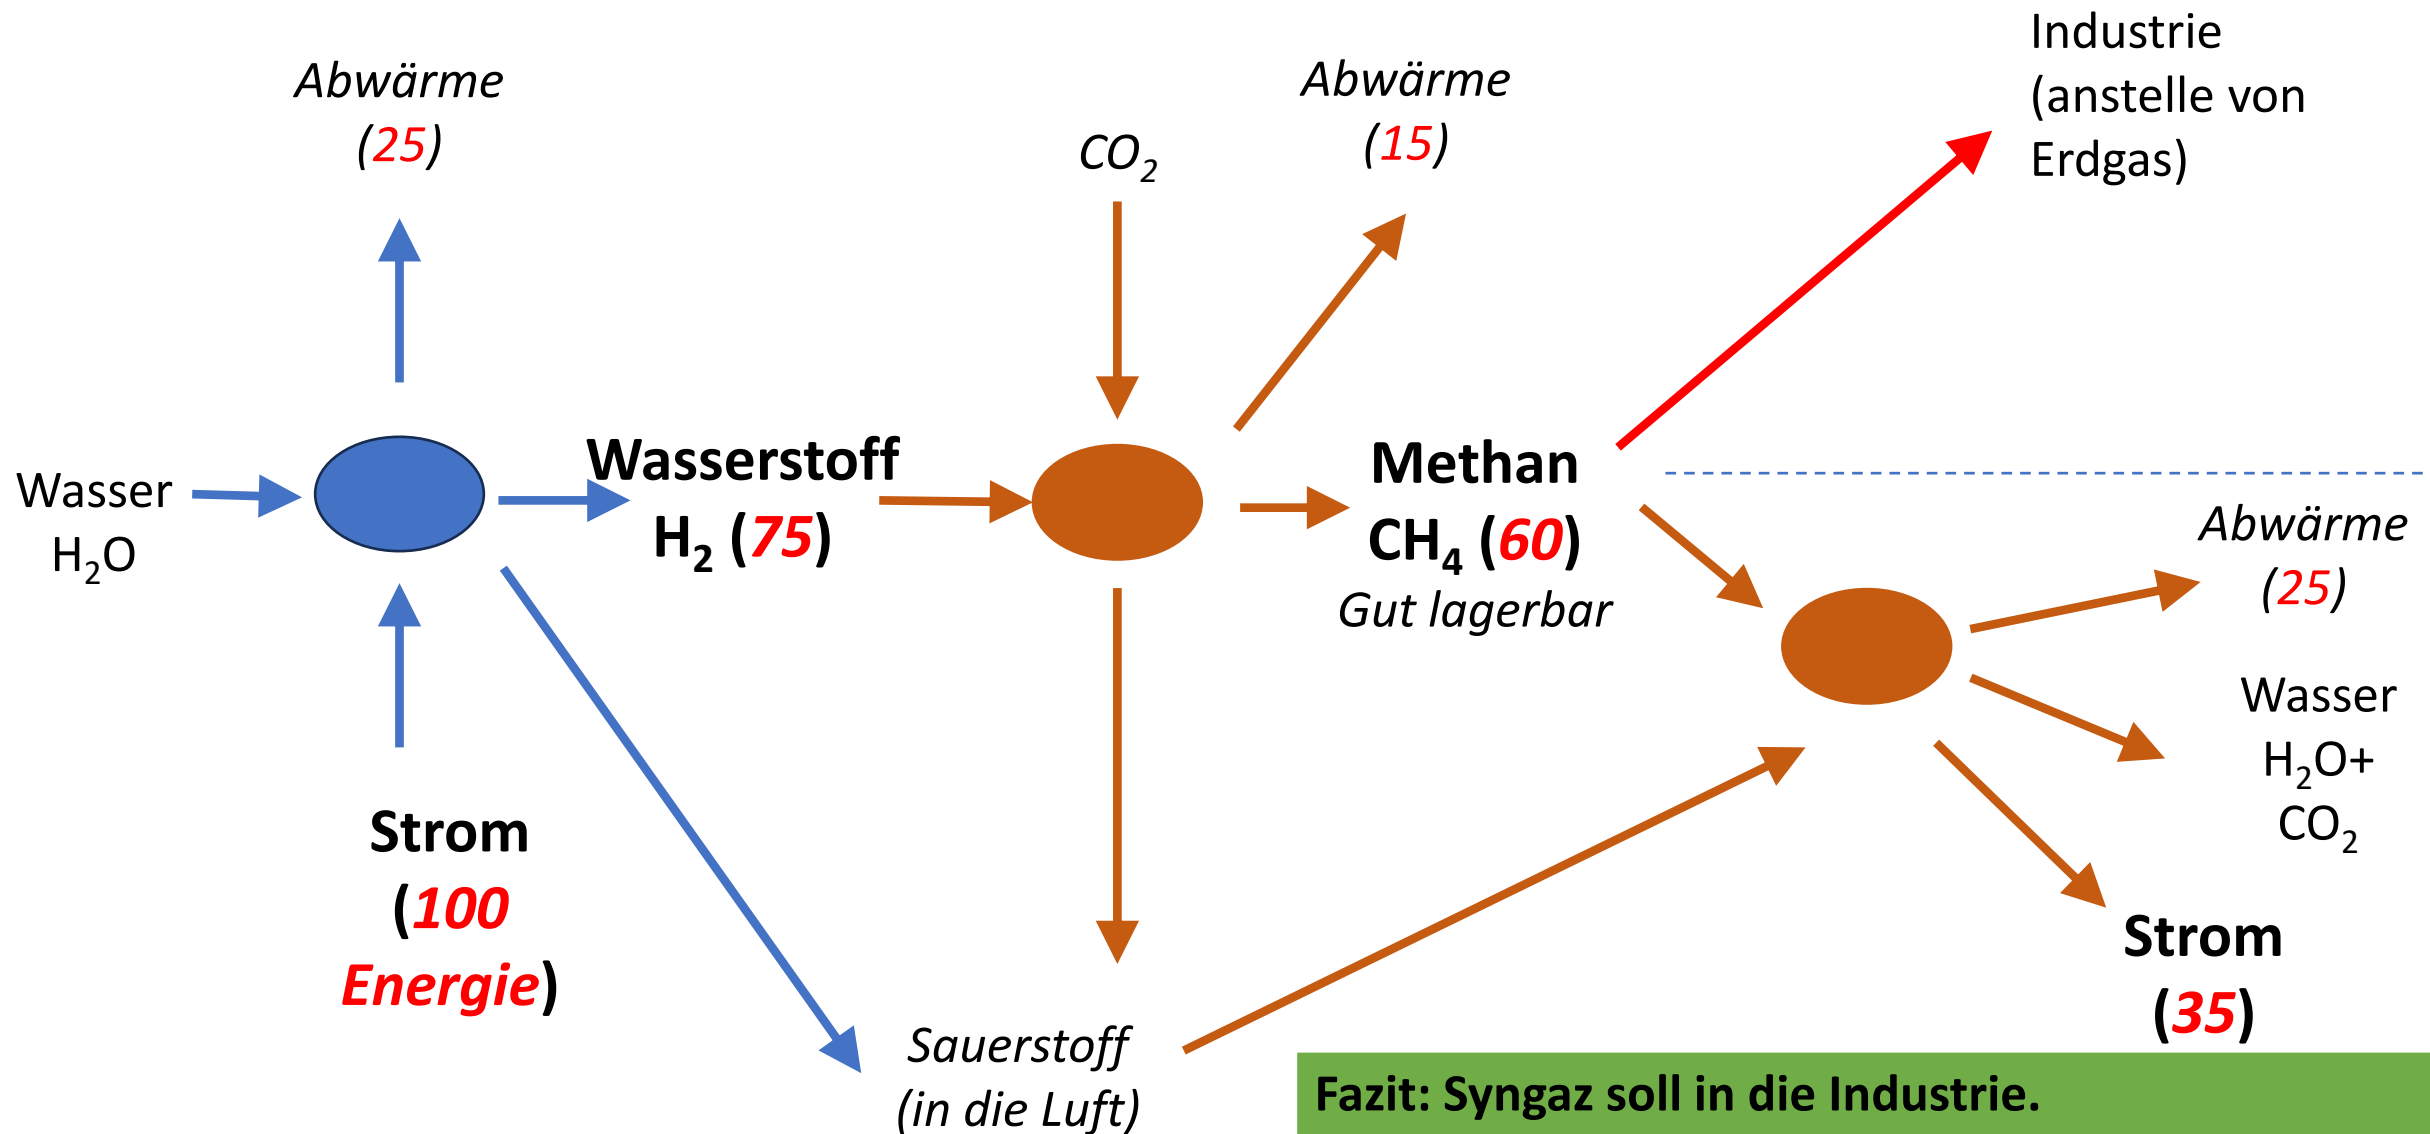 Industrie
(anstelle von
Erdgas)
Abwärme
(25)
Abwärme
(15)
CO₂
Wasser
H₂O
Wasserstoff
H₂ (75)
Methan
CH₄ (60)
Gut lagerbar
Abwärme
(25)
Wasser
H₂O+
CO₂
Strom
(100
Energie)
Strom
(35)
Sauerstoff
(in die Luft)
Fazit: Syngaz soll in die Industrie.